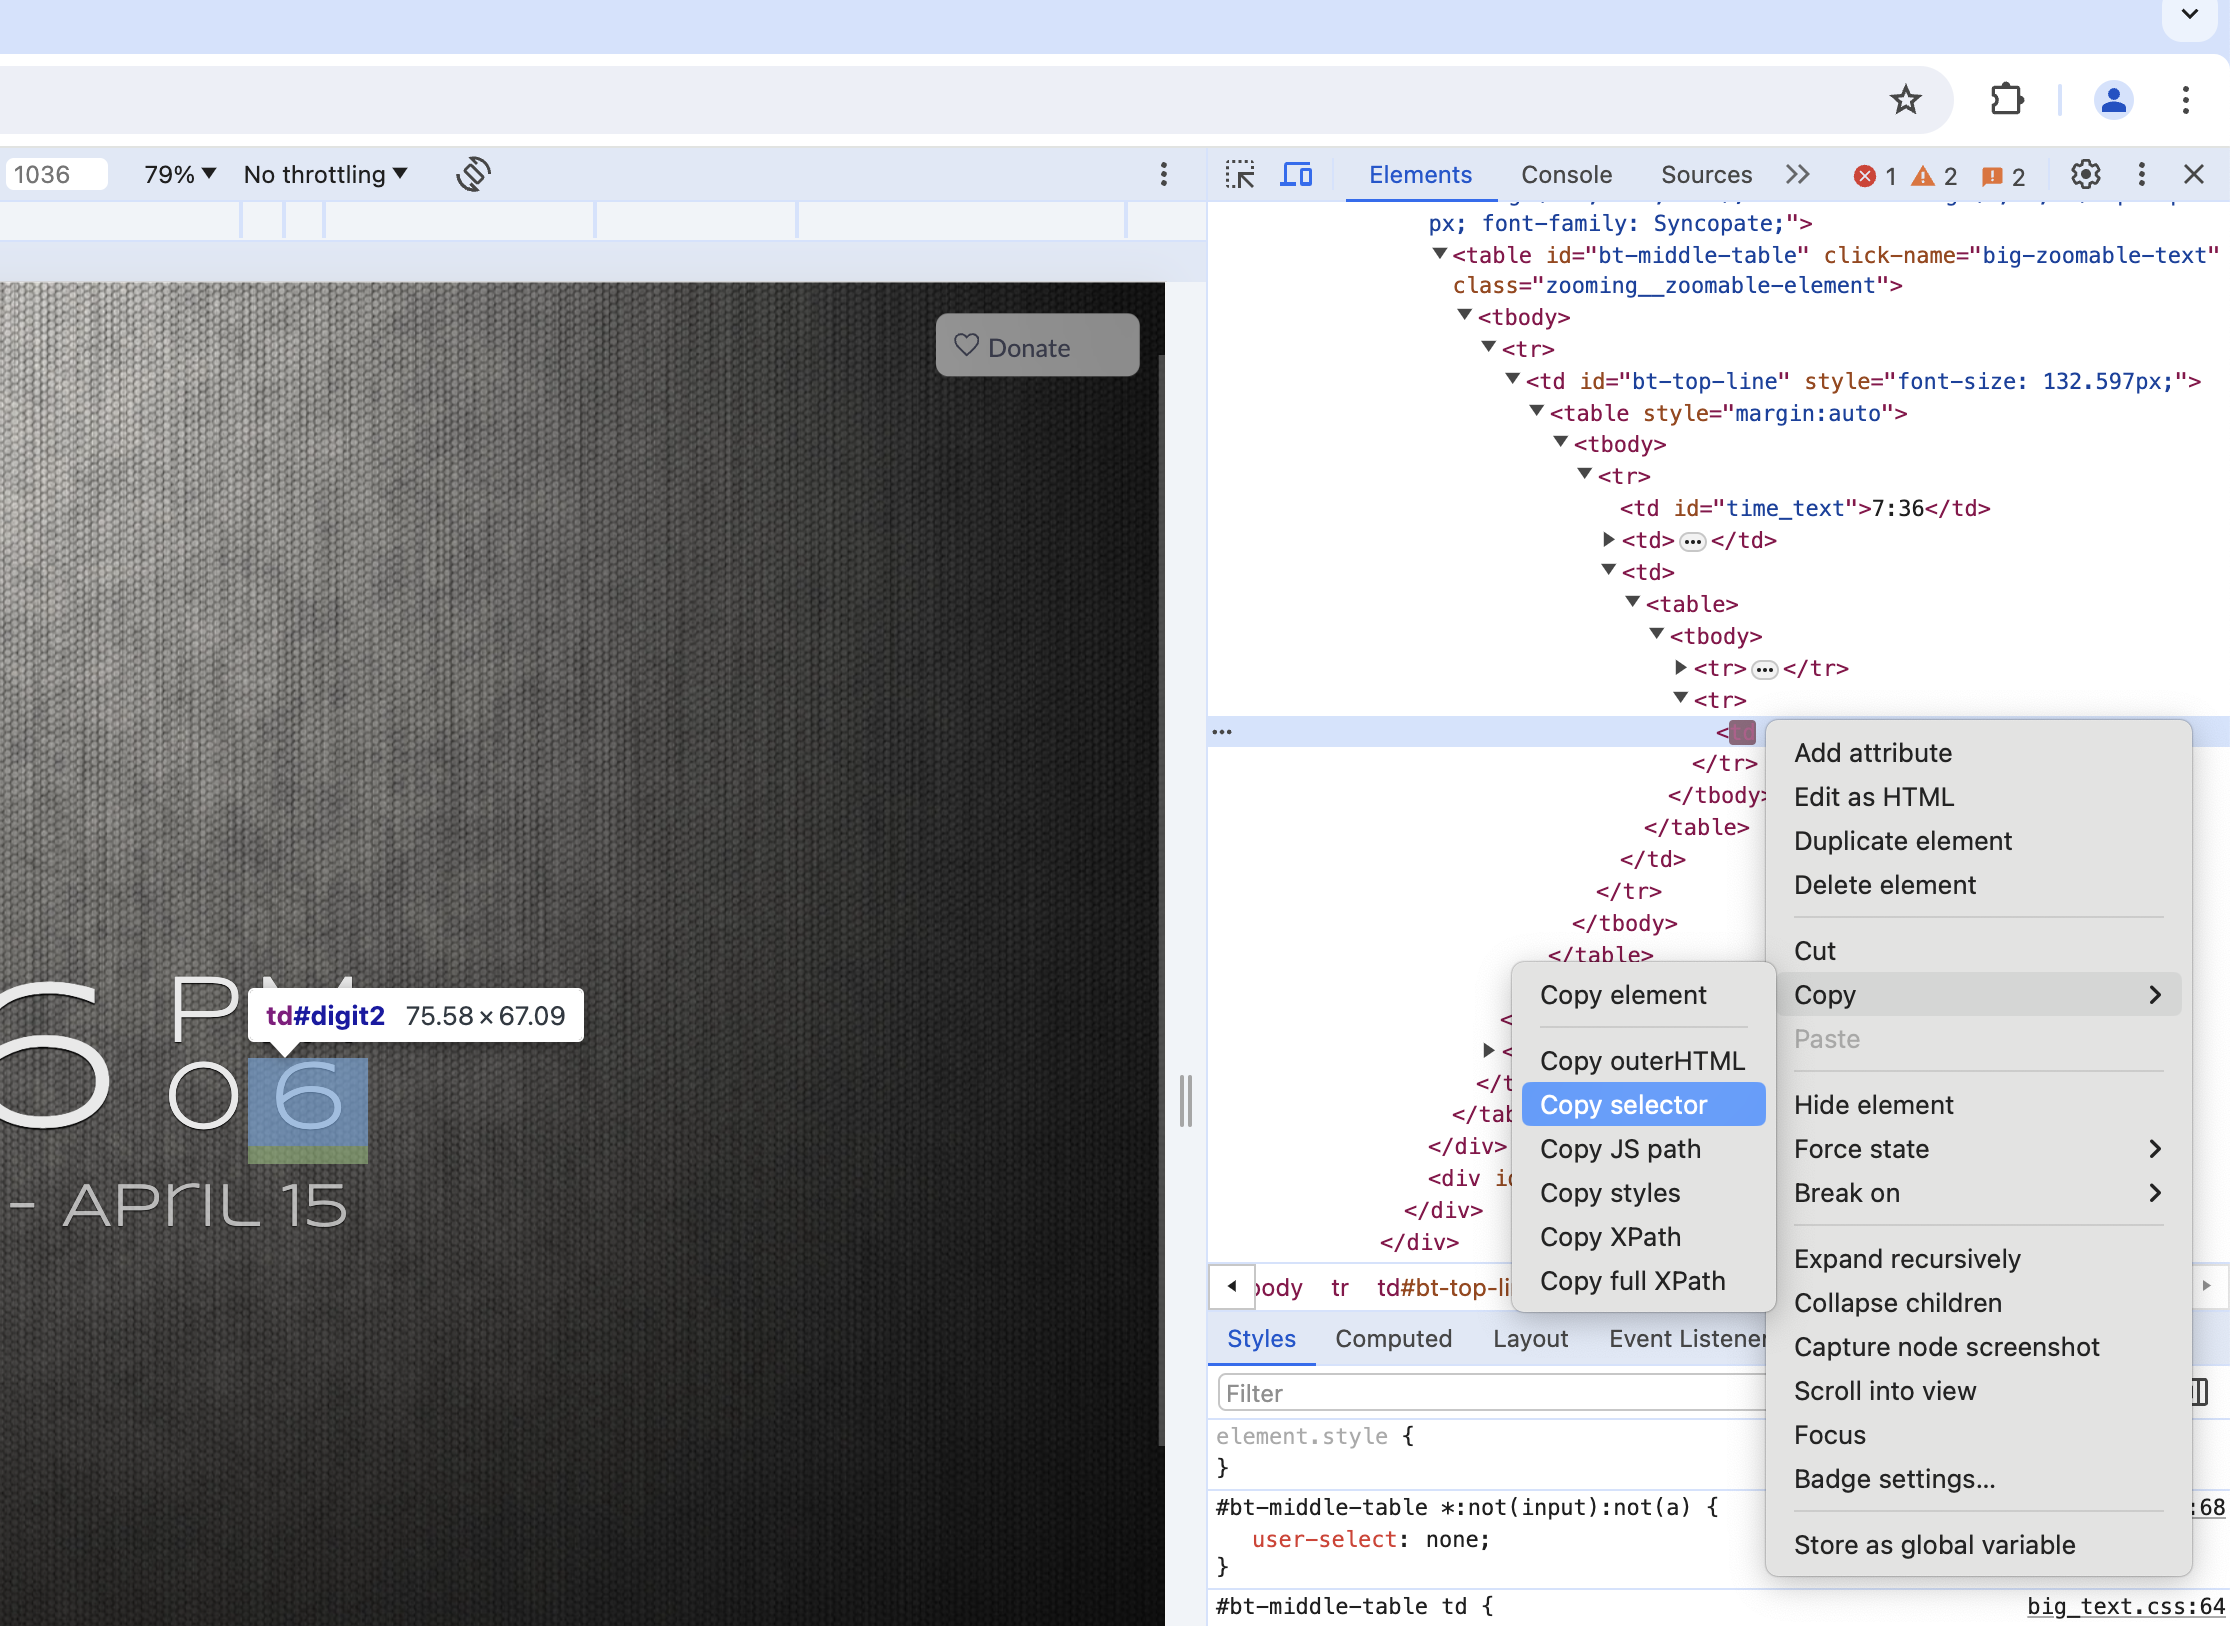 1036 79% No throttling
Elements Console Sources 1 2 2
px; font-family: Syncopate;">
<table id="bt-middle-table" click-name="big-zoomable-text"
class="zooming__zoomable-element">
<tbody>
<tr>
<td id="bt-top-line" style="font-size: 132.597px;">
<table style="margin:auto">
<tbody>
<tr>
<td id="time_text">7:36</td>
<td>…</td>
<td>
<table>
<tbody>
<tr>…</tr>
<tr>
<td
</tr>
</tbody>
</table>
</td>
</tr>
</tbody>
</table>
<
<
</t
</tab
</div>
<div id
</div>
</div>
Donate
6 PM
td#digit2 75.58 × 67.09
06
- April 15
Add attribute
Edit as HTML
Duplicate element
Delete element
Cut
Copy
Paste
Hide element
Force state
Break on
Expand recursively
Collapse children
Capture node screenshot
Scroll into view
Focus
Badge settings...
Store as global variable
Copy element
Copy outerHTML
Copy selector
Copy JS path
Copy styles
Copy XPath
Copy full XPath
body tr td#bt-top-li
Styles Computed Layout Event Listener
Filter
element.style {
}
#bt-middle-table *:not(input):not(a) { :68
user-select: none;
}
#bt-middle-table td { big_text.css:64